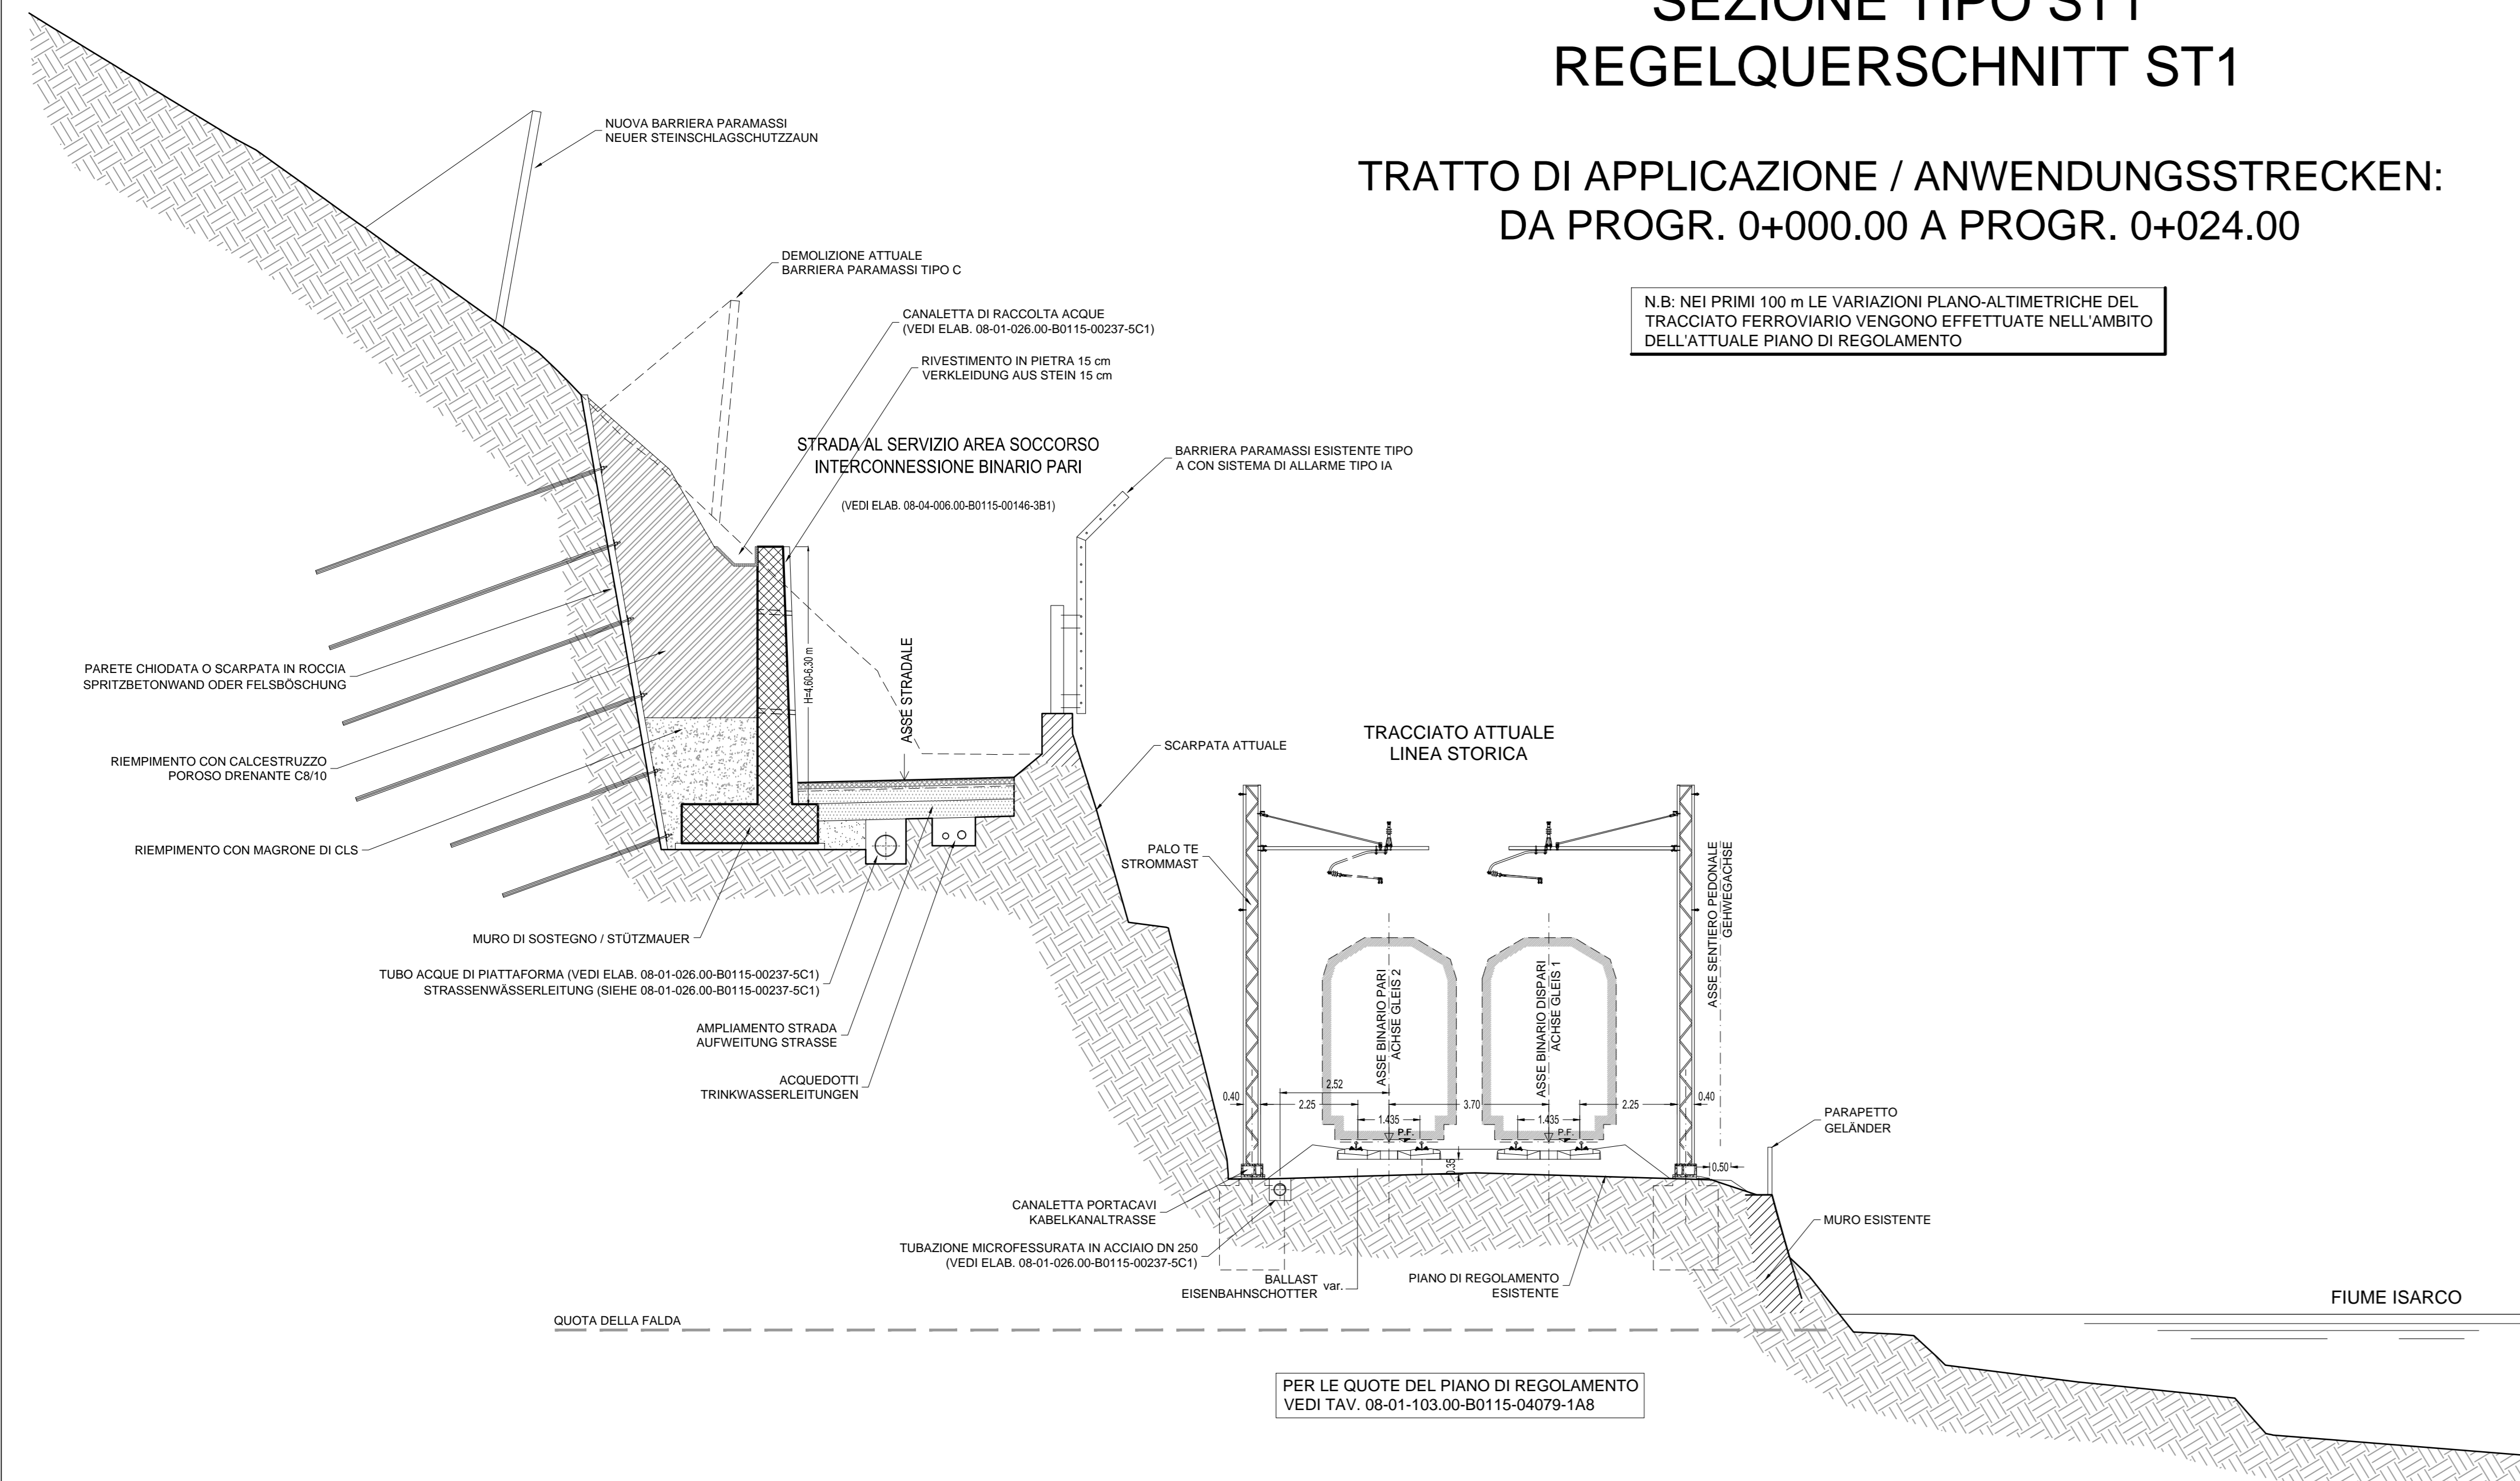 SEZIONE TIPO ST1
REGELQUERSCHNITT ST1
TRATTO DI APPLICAZIONE / ANWENDUNGSSTRECKEN:
DA PROGR. 0+000.00 A PROGR. 0+024.00
N.B: NEI PRIMI 100 m LE VARIAZIONI PLANO-ALTIMETRICHE DEL
TRACCIATO FERROVIARIO VENGONO EFFETTUATE NELL'AMBITO
DELL'ATTUALE PIANO DI REGOLAMENTO
NUOVA BARRIERA PARAMASSI
NEUER STEINSCHLAGSCHUTZZAUN
DEMOLIZIONE ATTUALE
BARRIERA PARAMASSI TIPO C
CANALETTA DI RACCOLTA ACQUE
(VEDI ELAB. 08-01-026.00-B0115-00237-5C1)
RIVESTIMENTO IN PIETRA 15 cm
VERKLEIDUNG AUS STEIN 15 cm
STRADA AL SERVIZIO AREA SOCCORSO
INTERCONNESSIONE BINARIO PARI
(VEDI ELAB. 08-04-006.00-B0115-00146-3B1)
BARRIERA PARAMASSI ESISTENTE TIPO
A CON SISTEMA DI ALLARME TIPO IA
H=4.60-6.30 m
ASSE STRADALE
PARETE CHIODATA O SCARPATA IN ROCCIA
SPRITZBETONWAND ODER FELSBÖSCHUNG
RIEMPIMENTO CON CALCESTRUZZO
POROSO DRENANTE C8/10
RIEMPIMENTO CON MAGRONE DI CLS
SCARPATA ATTUALE
TRACCIATO ATTUALE
LINEA STORICA
PALO TE
STROMMAST
MURO DI SOSTEGNO / STÜTZMAUER
TUBO ACQUE DI PIATTAFORMA (VEDI ELAB. 08-01-026.00-B0115-00237-5C1)
STRASSENWÄSSERLEITUNG (SIEHE 08-01-026.00-B0115-00237-5C1)
AMPLIAMENTO STRADA
AUFWEITUNG STRASSE
ACQUEDOTTI
TRINKWASSERLEITUNGEN
ASSE BINARIO PARI
ACHSE GLEIS 2
ASSE BINARIO DISPARI
ACHSE GLEIS 1
ASSE SENTIERO PEDONALE
GEHWEGACHSE
2.52
0.40
2.25
3.70
2.25
0.40
1.435
1.435
P.F.
P.F.
0.35
0.50
PARAPETTO
GELÄNDER
CANALETTA PORTACAVI
KABELKANALTRASSE
TUBAZIONE MICROFESSURATA IN ACCIAIO DN 250
(VEDI ELAB. 08-01-026.00-B0115-00237-5C1)
BALLAST
EISENBAHNSCHOTTER
var.
PIANO DI REGOLAMENTO
ESISTENTE
MURO ESISTENTE
FIUME ISARCO
QUOTA DELLA FALDA
PER LE QUOTE DEL PIANO DI REGOLAMENTO
VEDI TAV. 08-01-103.00-B0115-04079-1A8